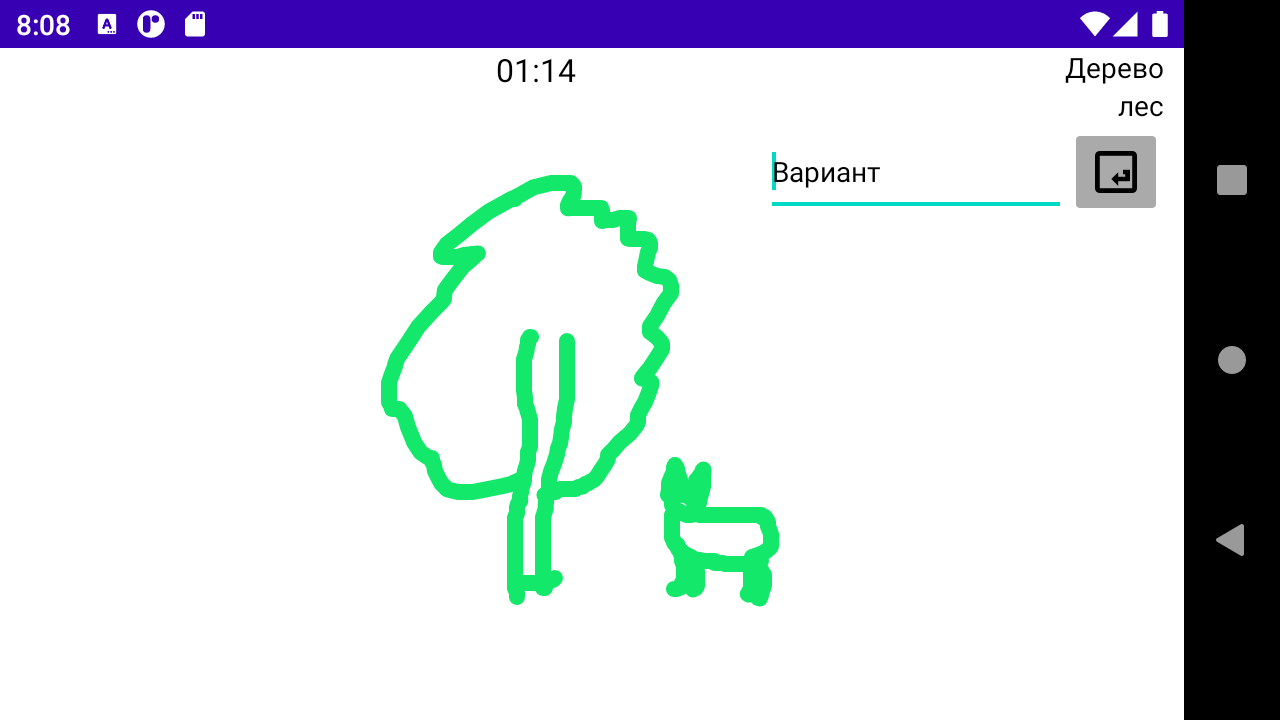 8:08
01:14
Дерево
лес
Вариант